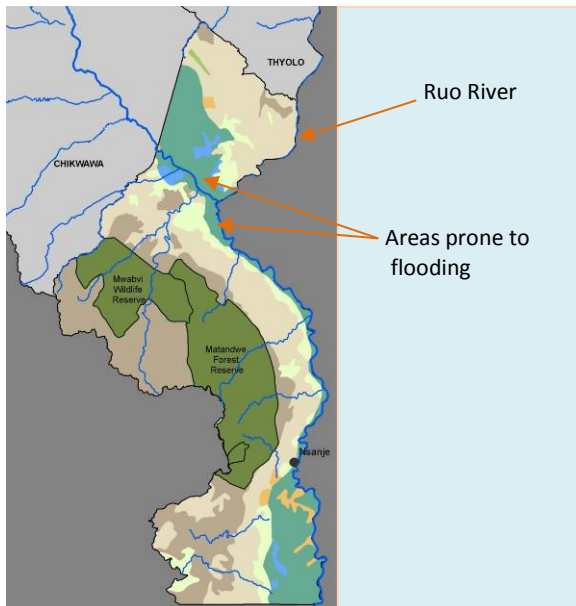 THYOLO
Ruo River
CHIKWAWA
Areas prone to
flooding
Mwabvi
Wildlife
Reserve
Matandwe
Forest
Reserve
Nsanje